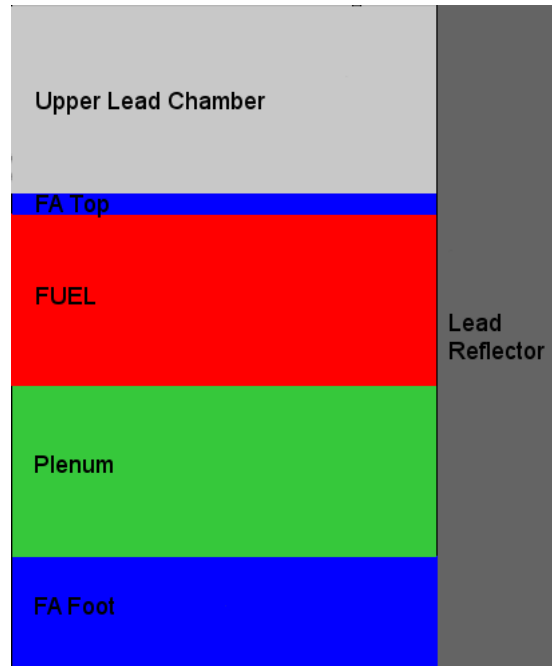 Upper Lead Chamber
FA Top
FUEL
Lead
Reflector
Plenum
FA Foot